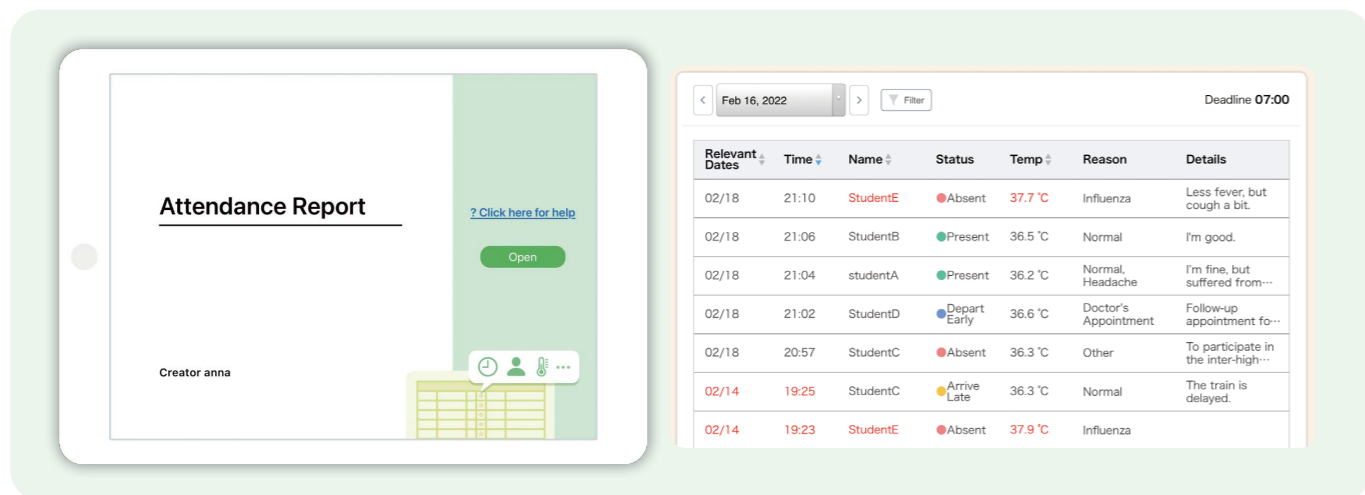 Attendance Report
? Click here for help
Open
Creator anna
< Feb 16, 2022 > Filter Deadline 07:00
Relevant Dates Time Name Status Temp Reason Details
02/18 21:10 StudentE Absent 37.7 ℃ Influenza Less fever, but cough a bit.
02/18 21:06 StudentB Present 36.5 ℃ Normal I'm good.
02/18 21:04 studentA Present 36.2 ℃ Normal, Headache I'm fine, but suffered from…
02/18 21:02 StudentD Depart Early 36.6 ℃ Doctor's Appointment Follow-up appointment fo…
02/18 20:57 StudentC Absent 36.3 ℃ Other To participate in the inter-high…
02/14 19:25 StudentC Arrive Late 36.3 ℃ Normal The train is delayed.
02/14 19:23 StudentE Absent 37.9 ℃ Influenza